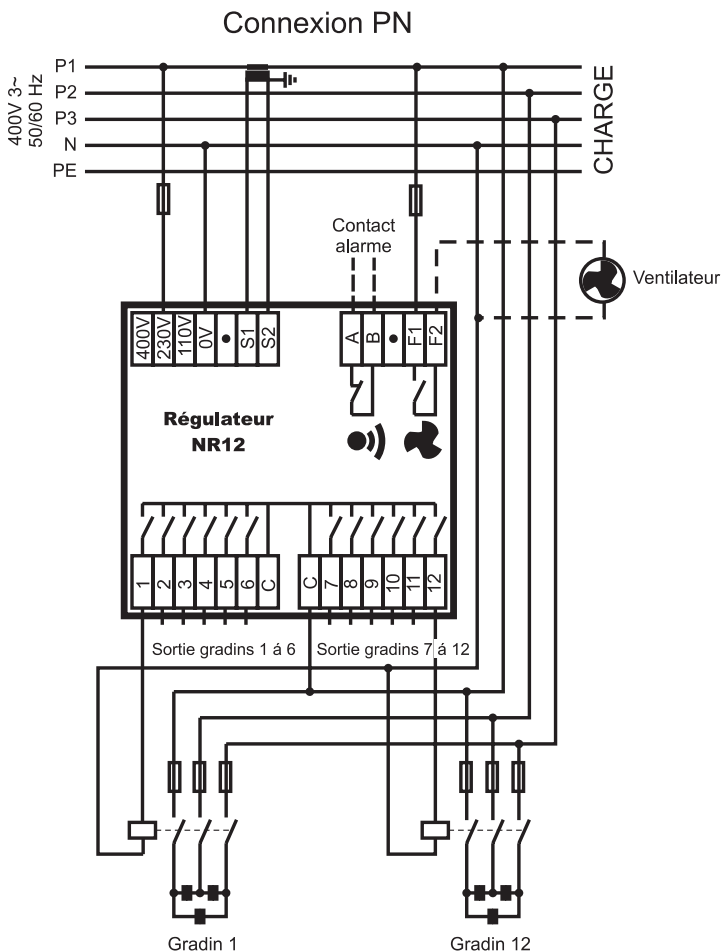 Connexion PN
400V 3~
50/60 Hz
P1
P2
P3
N
PE
CHARGE
Contact
alarme
Ventilateur
400V
230V
110V
0V
•
S1
S2
A
B
•
F1
F2
Régulateur
NR12
1
2
3
4
5
6
C
C
7
8
9
10
11
12
Sortie gradins 1 á 6
Sortie gradins 7 á 12
Gradin 1
Gradin 12